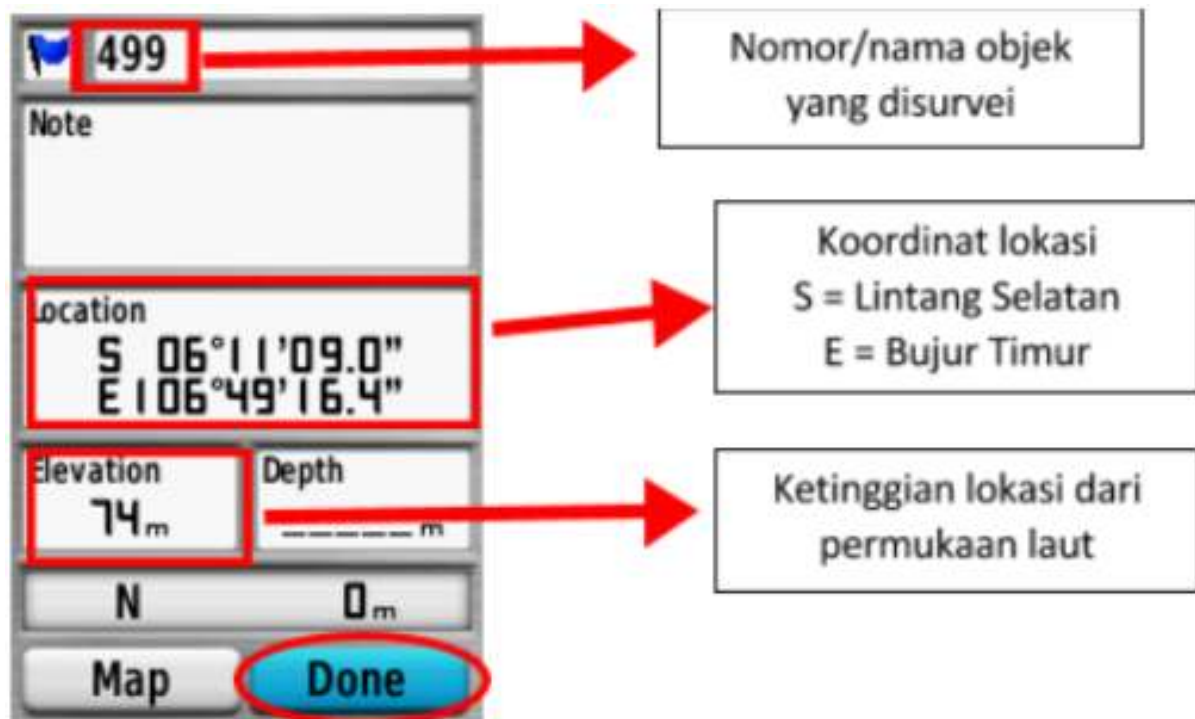 499
Nomor/nama objek
yang disurvei
Note
Location
S 06°11'09.0"
E106°49'16.4"
Koordinat lokasi
S = Lintang Selatan
E = Bujur Timur
Elevation
74m
Depth
_____m
Ketinggian lokasi dari
permukaan laut
N
0m
Map
Done